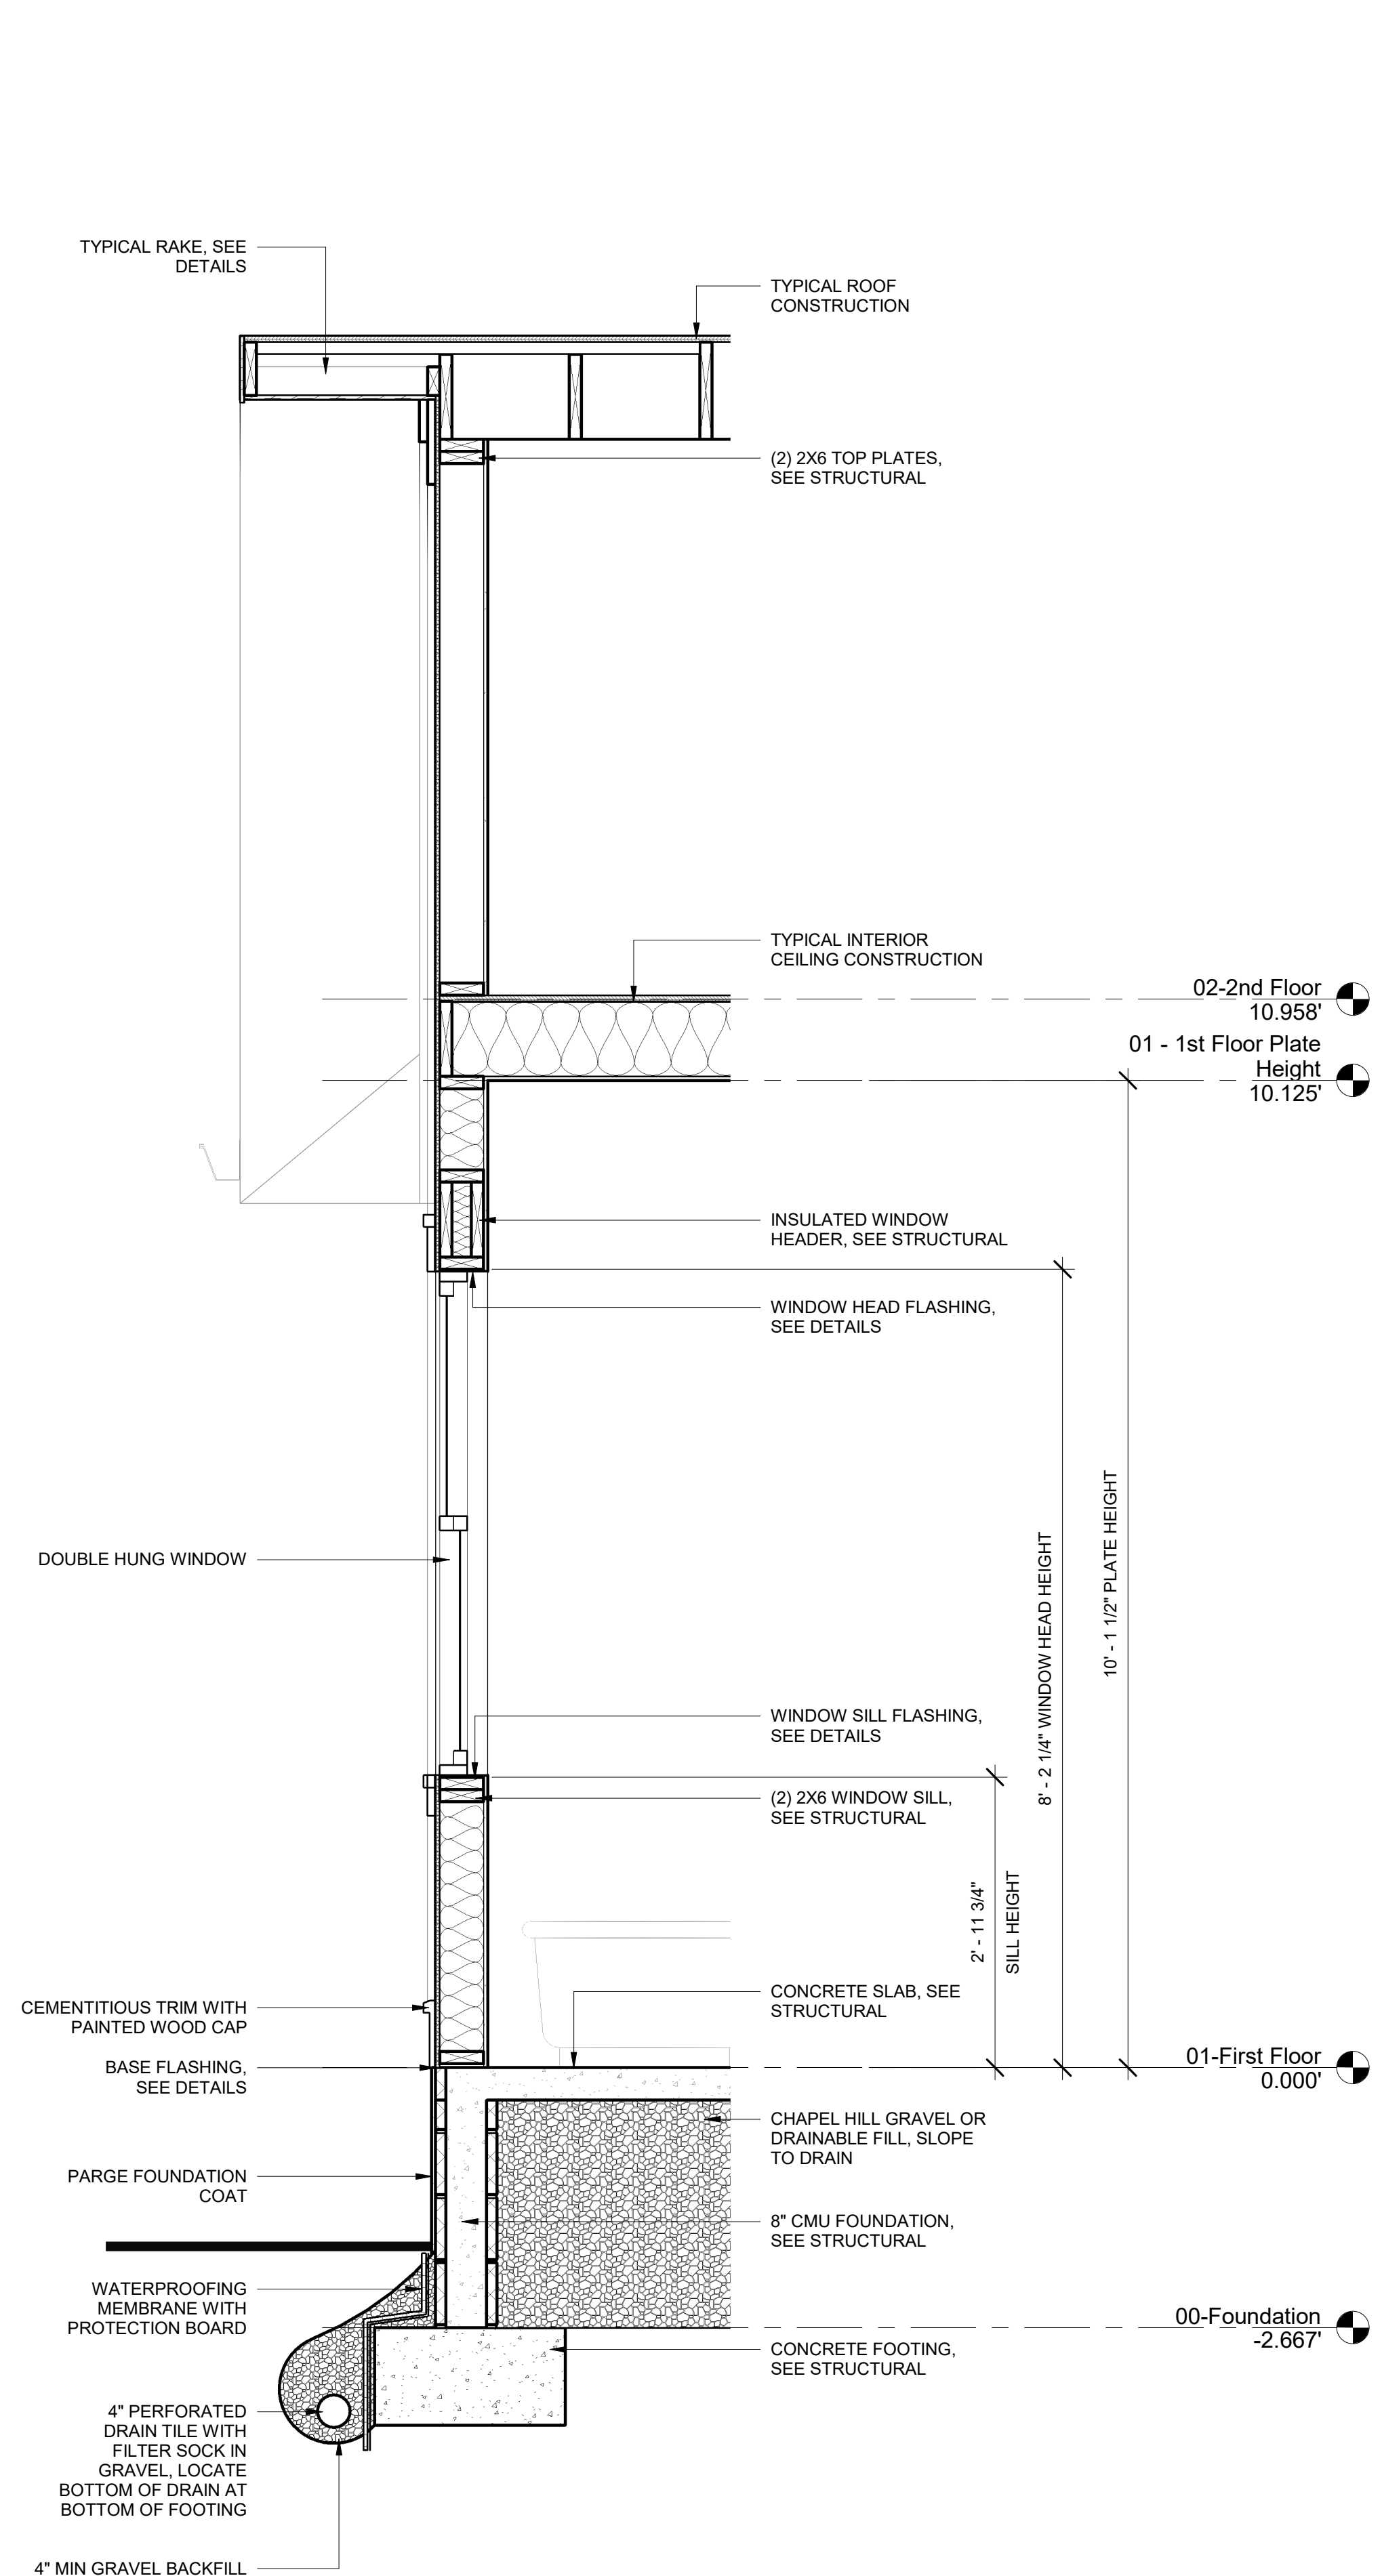 TYPICAL RAKE, SEE
DETAILS
TYPICAL ROOF
CONSTRUCTION
(2) 2X6 TOP PLATES,
SEE STRUCTURAL
TYPICAL INTERIOR
CEILING CONSTRUCTION
02-2nd Floor
10.958'
01 - 1st Floor Plate
Height
10.125'
INSULATED WINDOW
HEADER, SEE STRUCTURAL
WINDOW HEAD FLASHING,
SEE DETAILS
DOUBLE HUNG WINDOW
8' - 2 1/4" WINDOW HEAD HEIGHT
10' - 1 1/2" PLATE HEIGHT
WINDOW SILL FLASHING,
SEE DETAILS
(2) 2X6 WINDOW SILL,
SEE STRUCTURAL
2' - 11 3/4"
SILL HEIGHT
CEMENTITIOUS TRIM WITH
PAINTED WOOD CAP
CONCRETE SLAB, SEE
STRUCTURAL
BASE FLASHING,
SEE DETAILS
01-First Floor
0.000'
CHAPEL HILL GRAVEL OR
DRAINABLE FILL, SLOPE
TO DRAIN
PARGE FOUNDATION
COAT
8" CMU FOUNDATION,
SEE STRUCTURAL
WATERPROOFING
MEMBRANE WITH
PROTECTION BOARD
00-Foundation
-2.667'
CONCRETE FOOTING,
SEE STRUCTURAL
4" PERFORATED
DRAIN TILE WITH
FILTER SOCK IN
GRAVEL, LOCATE
BOTTOM OF DRAIN AT
BOTTOM OF FOOTING
4" MIN GRAVEL BACKFILL